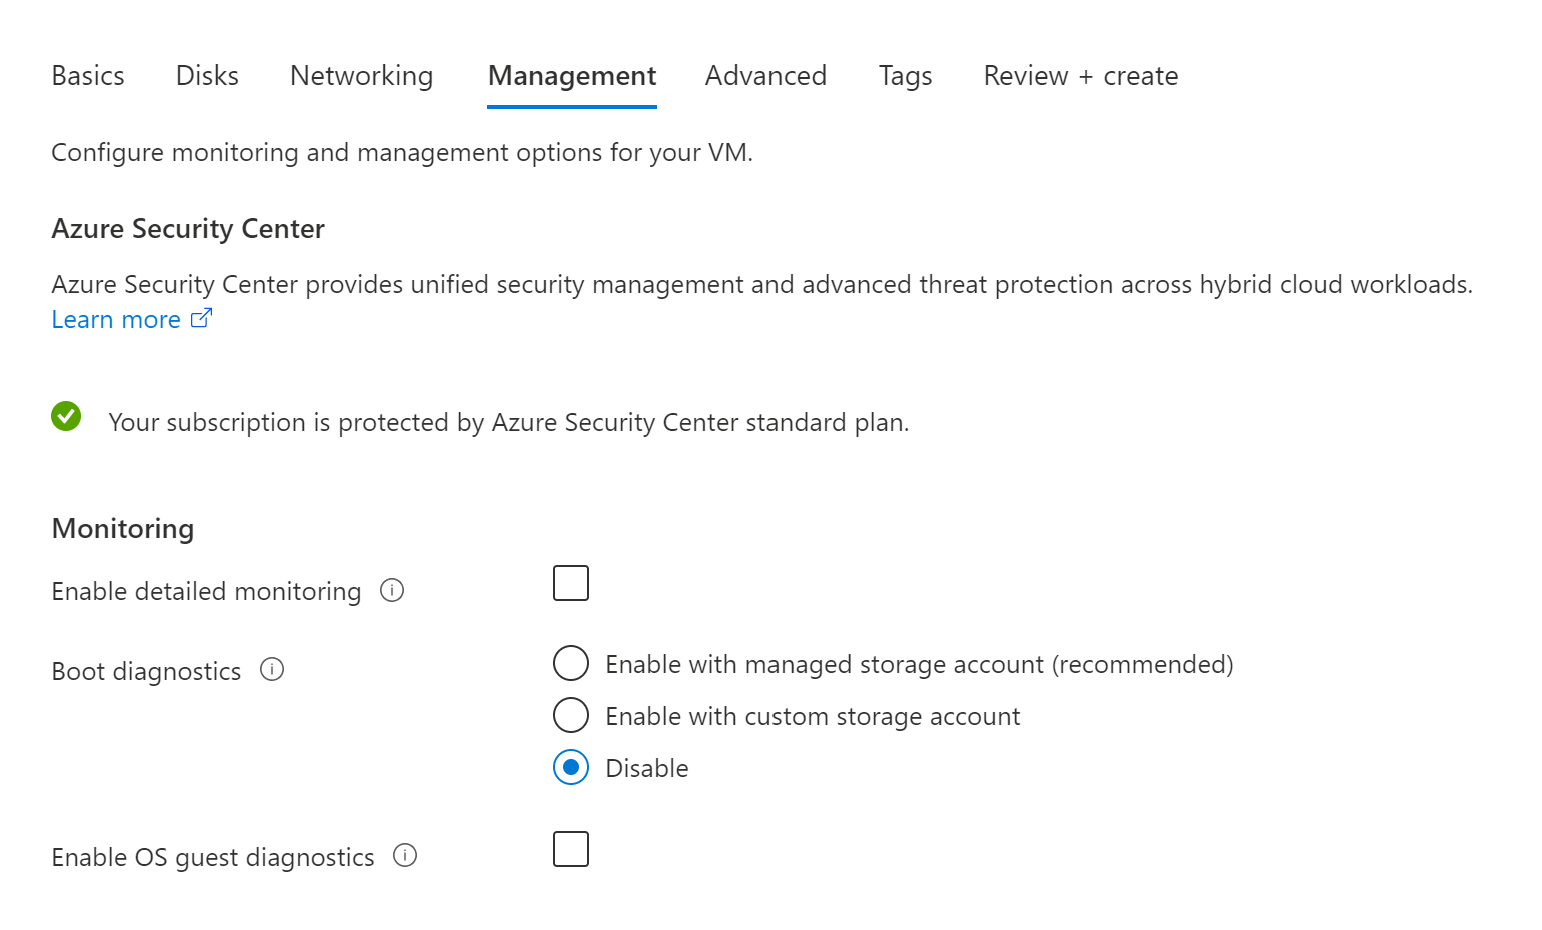 Basics Disks Networking Management Advanced Tags Review + create
Configure monitoring and management options for your VM.
Azure Security Center
Azure Security Center provides unified security management and advanced threat protection across hybrid cloud workloads.
Learn more
Your subscription is protected by Azure Security Center standard plan.
Monitoring
Enable detailed monitoring
Boot diagnostics
Enable with managed storage account (recommended)
Enable with custom storage account
Disable
Enable OS guest diagnostics